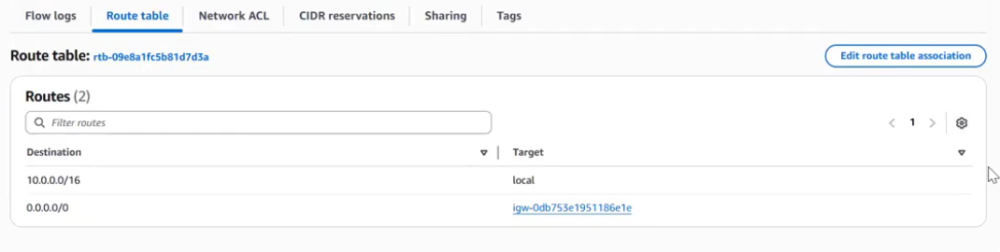 Flow logs Route table Network ACL CIDR reservations Sharing Tags
Route table: rtb-09e8a1fc5b81d7d3a Edit route table association
Routes (2)
Filter routes 1
Destination Target
10.0.0.0/16 local
0.0.0.0/0 igw-0db753e1951186e1e